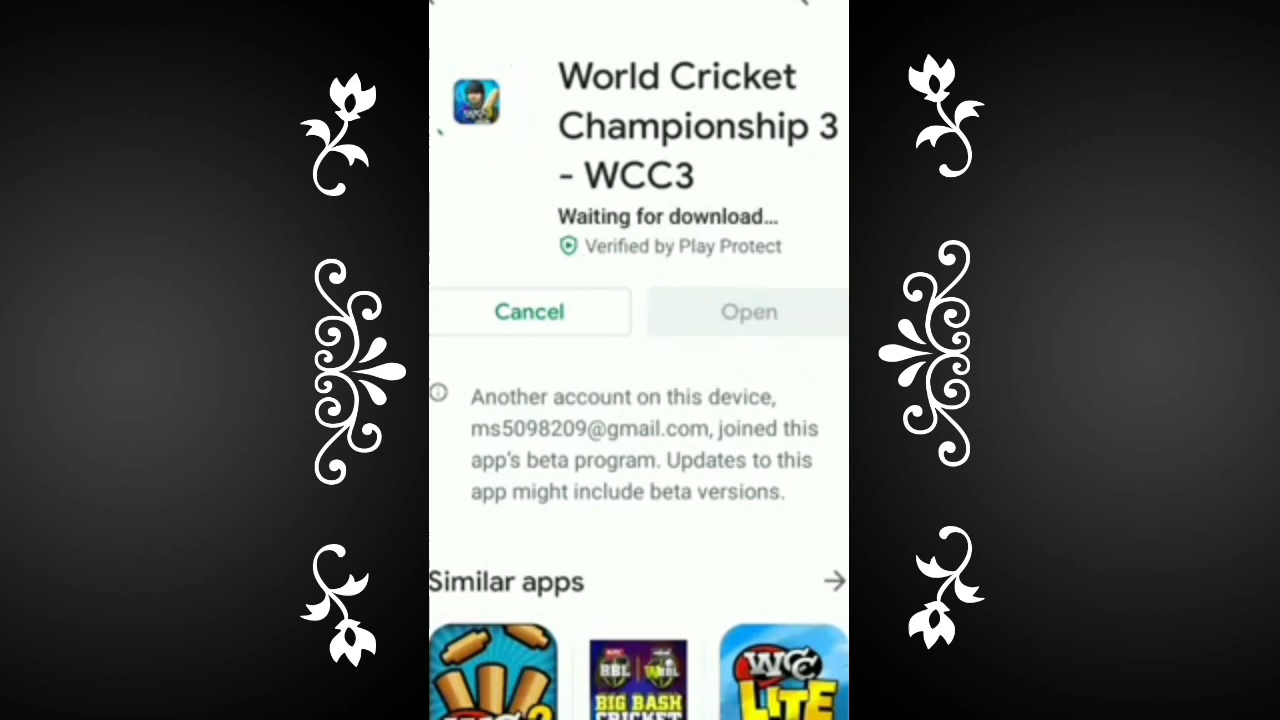 World Cricket
Championship 3
- WCC3
Waiting for download...
Verified by Play Protect
Cancel
Open
Another account on this device,
ms5098209@gmail.com, joined this
app's beta program. Updates to this
app might include beta versions.
Similar apps
BBL
BIG BASH
CRICKET
WCC
LITE